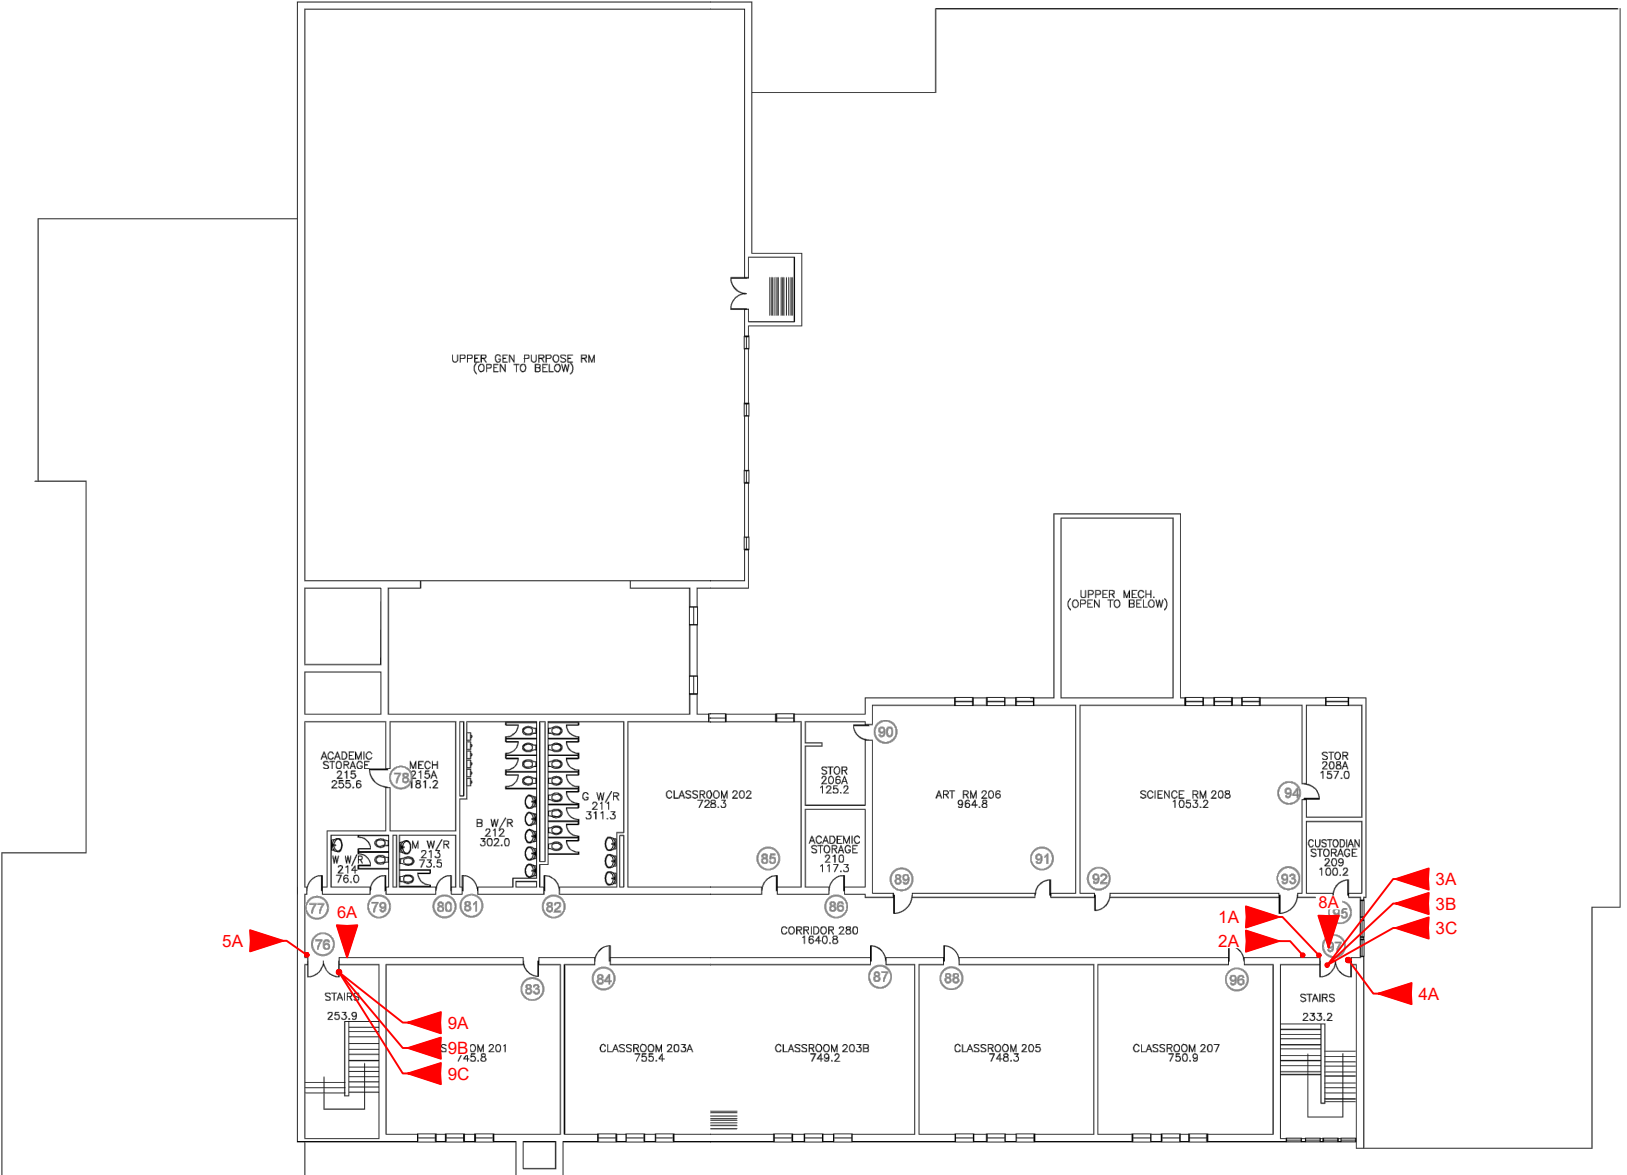 UPPER GEN PURPOSE RM
(OPEN TO BELOW)
UPPER MECH.
(OPEN TO BELOW)
90
ACADEMIC
STORAGE
215
255.6
78
MECH
215A
181.2
B W/R
212
302.0
G W/R
211
311.3
CLASSROOM 202
728.3
STOR
206A
125.2
ART RM 206
964.8
SCIENCE RM 208
1053.2
94
STOR
208A
157.0
W W/R
214
76.0
M W/R
213
73.5
85
ACADEMIC
STORAGE
210
117.3
91
CUSTODIAN
STORAGE
209
100.2
77
79
80
81
82
86
89
92
93
95
3A
3B
3C
8A
1A
2A
97
4A
6A
5A
76
CORRIDOR 280
1640.8
83
84
87
88
96
STAIRS
253.9
9A
9B
9C
201
745.8
CLASSROOM 203A
755.4
CLASSROOM 203B
749.2
CLASSROOM 205
748.3
CLASSROOM 207
750.9
STAIRS
233.2